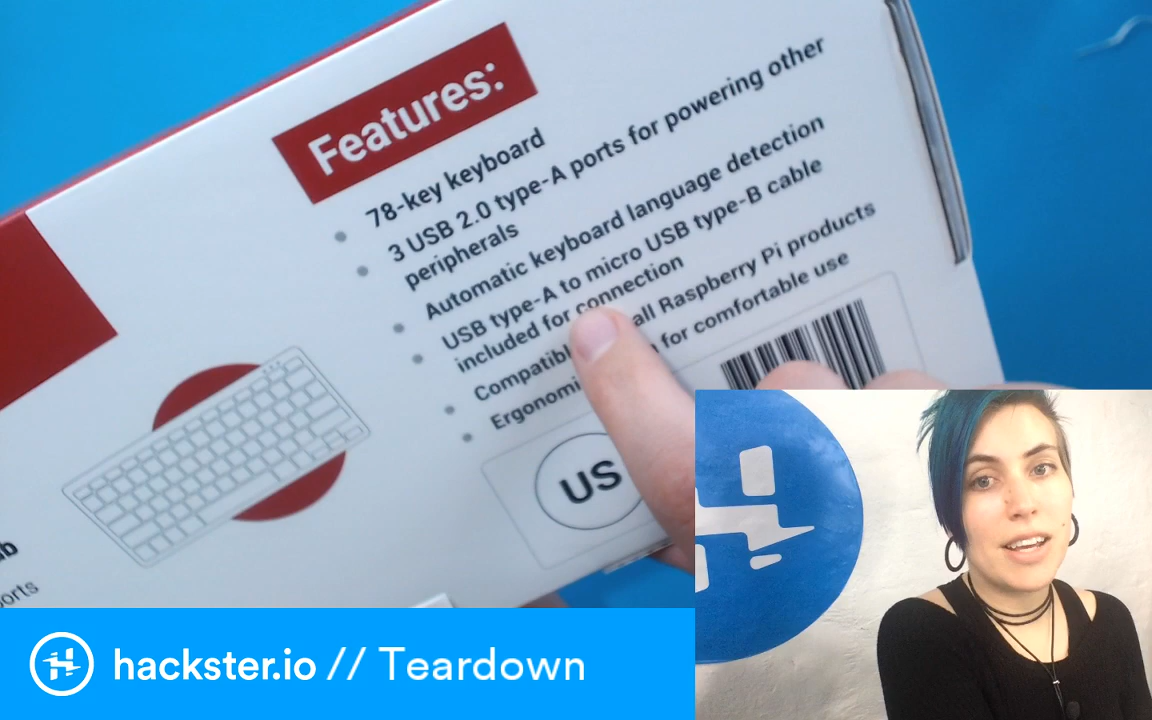 Features:
78-key keyboard
3 USB 2.0 type-A ports for powering other
peripherals
Automatic keyboard language detection
USB type-A to micro USB type-B cable
included for connection
all Raspberry Pi products
for comfortable use
US
hackster.io // Teardown